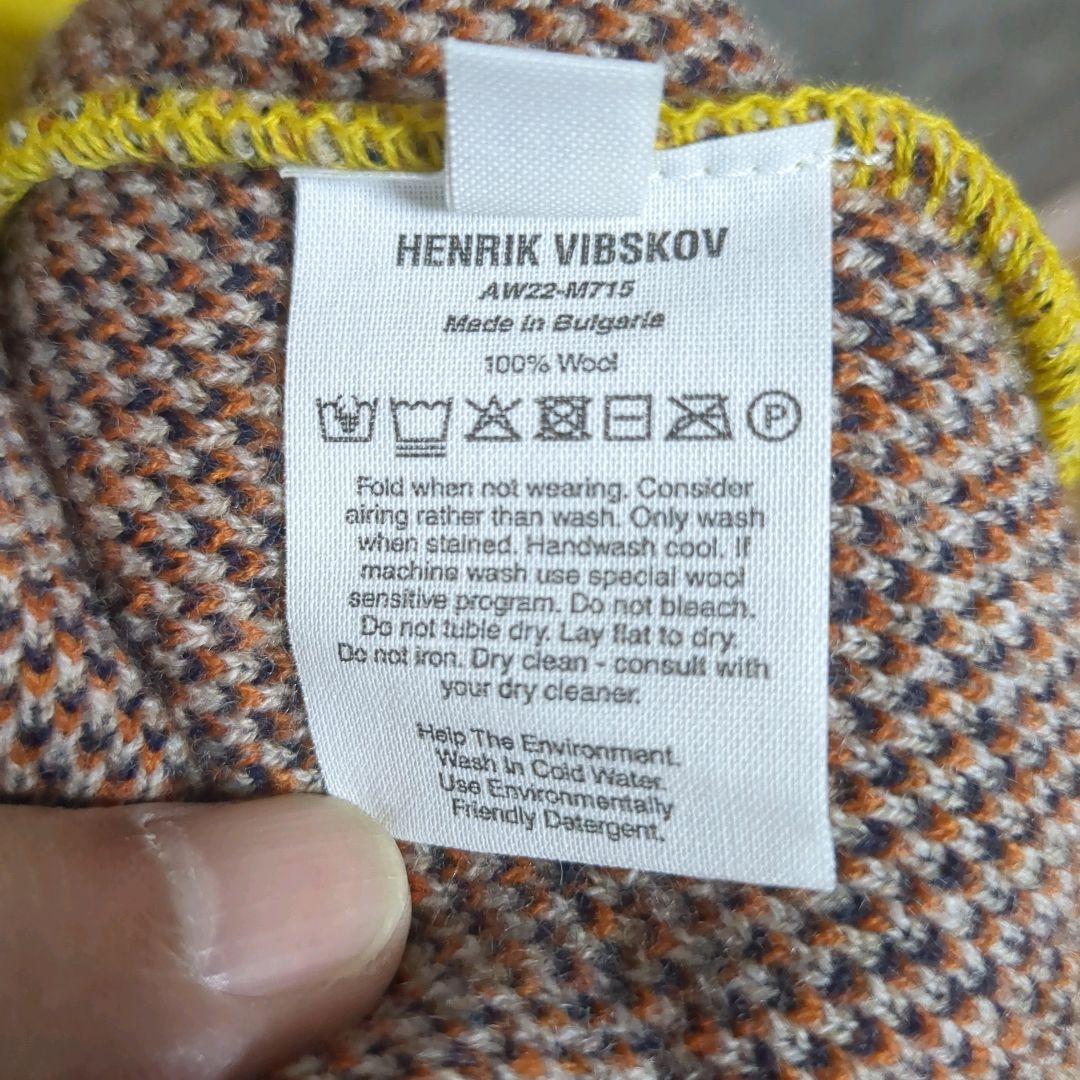 HENRIK VIBSKOV
AW22-M715
Made in Bulgaria
100% Wool
P
Fold when not wearing. Consider
airing rather than wash. Only wash
when stained. Handwash cool. If
machine wash use special wool
sensitive program. Do not bleach.
Do not tuble dry. Lay flat to dry.
Do not iron. Dry clean - consult with
your dry cleaner.
Help The Environment.
Wash In Cold Water.
Use Environmentally
Friendly Detergent.